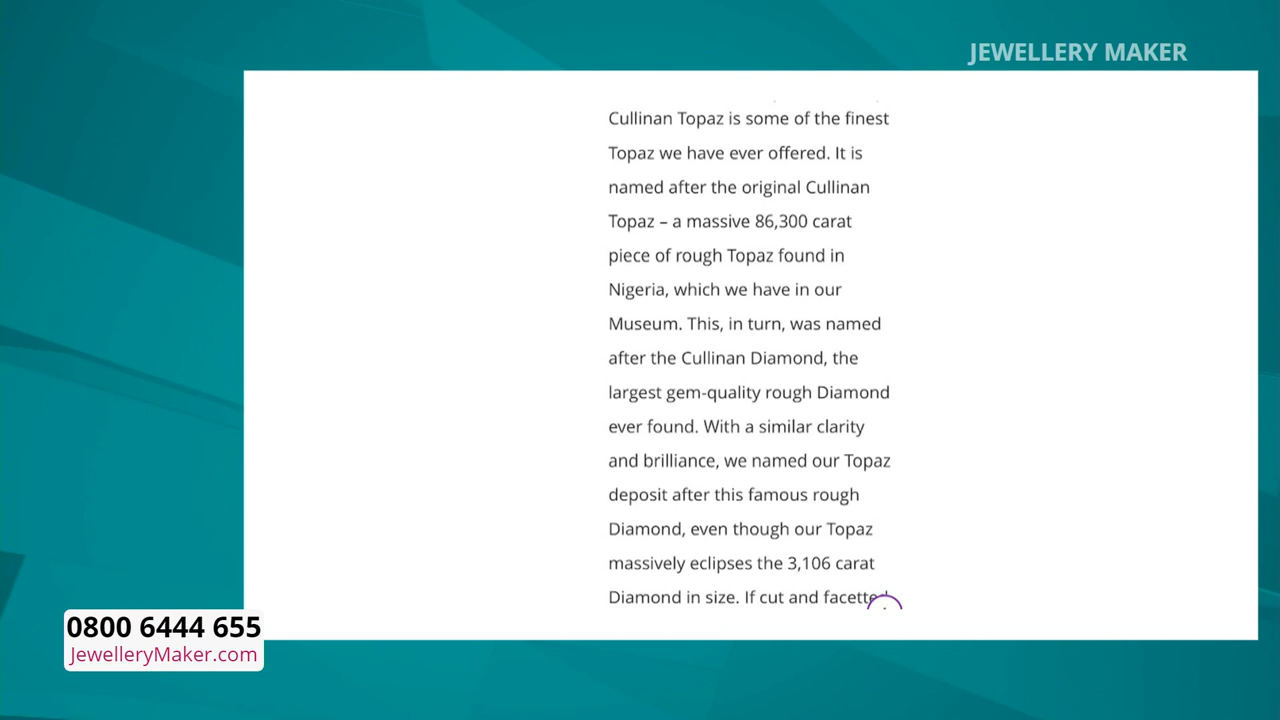 JEWELLERY MAKER
Cullinan Topaz is some of the finest
Topaz we have ever offered. It is
named after the original Cullinan
Topaz – a massive 86,300 carat
piece of rough Topaz found in
Nigeria, which we have in our
Museum. This, in turn, was named
after the Cullinan Diamond, the
largest gem-quality rough Diamond
ever found. With a similar clarity
and brilliance, we named our Topaz
deposit after this famous rough
Diamond, even though our Topaz
massively eclipses the 3,106 carat
Diamond in size. If cut and
0800 6444 655
JewelleryMaker.com